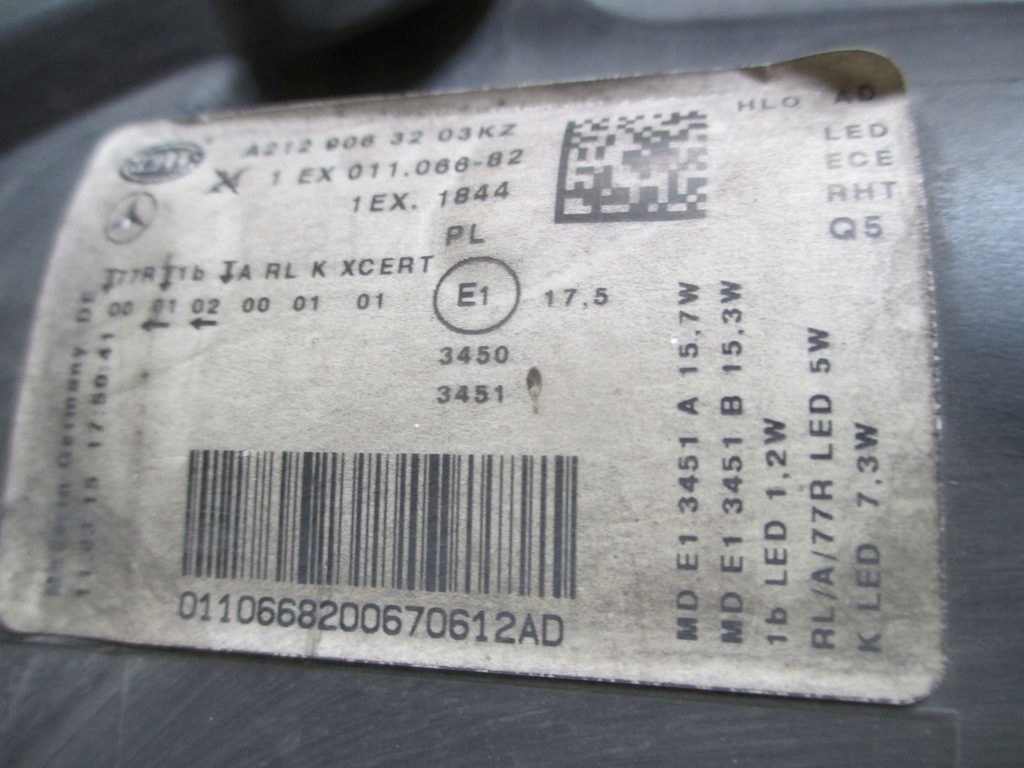 HELLA
A212 906 32 03KZ
X 1 EX 011.066-82
1EX. 1844
PL
HLO AD
LED
ECE
RHT
Q5
77R 1b A RL K XCERT
00 01 02 00 01 01
E1
17,5
3450
3451
Made in Germany DE
11.03.15 17:50:41
MD E1 3451 A 15,7W
MD E1 3451 B 15,3W
1b LED 1,2W
RL/A/77R LED 5W
K LED 7,3W
0110668200670612AD